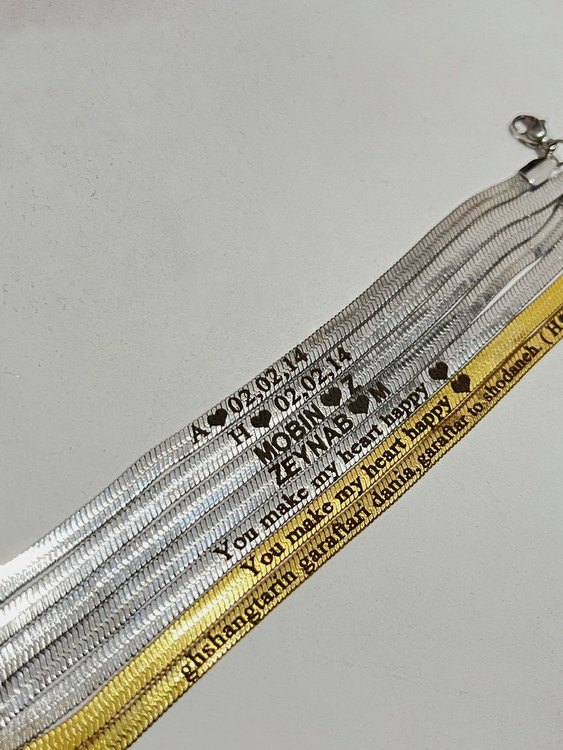 A♥02,02,14
H♥ 02,02,14
MOBIN♥Z
ZEYNAB♥M
You make my heart happy ♥
You make my heart happy ♥
ghshangtarin garaftari dania, garaftar to shodaneh. (H♥